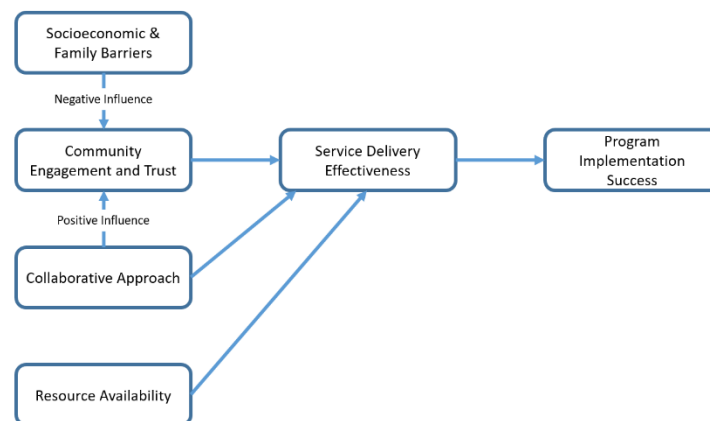 Socioeconomic &
Family Barriers
Negative Influence
Community
Engagement and Trust
Service Delivery
Effectiveness
Program
Implementation
Success
Positive Influence
Collaborative Approach
Resource Availability